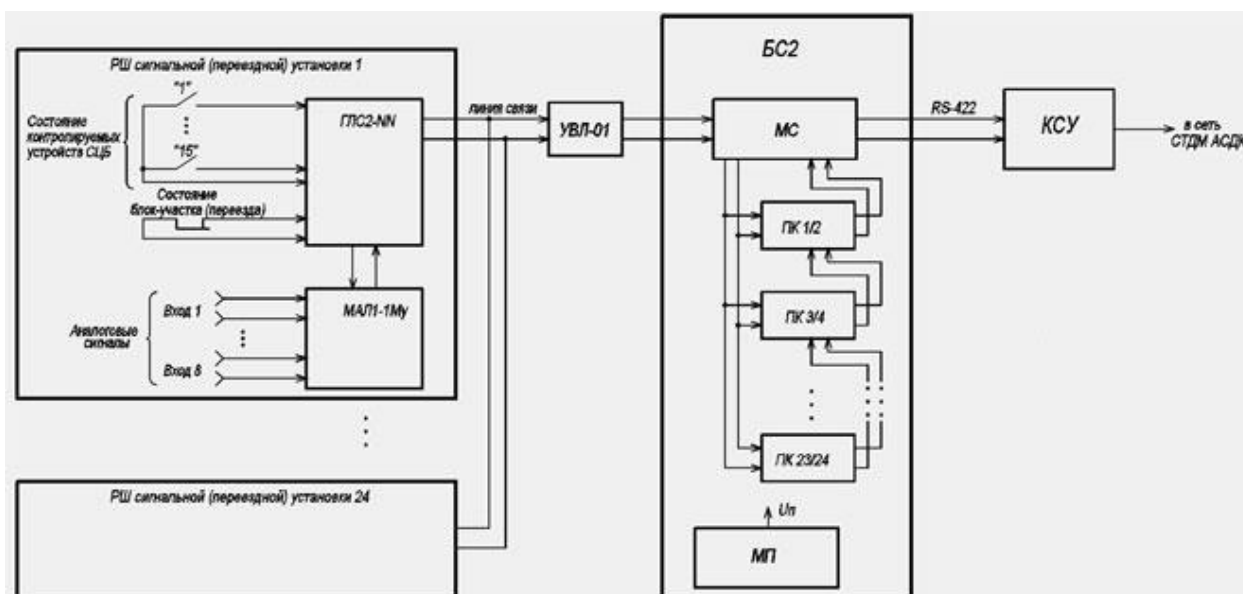 РШ сигнальной (переездной) установки 1
"1"
Состояние
контролируемых
устройств СЦБ
"15"
Состояние
блок-участка (переезда)
ГЛС2-NN
Аналоговые
сигналы
Вход 1
Вход 8
МАЛ1-1Му
РШ сигнальной (переездной) установки 24
линия связи
УВЛ-01
БС2
МС
ПК 1/2
ПК 3/4
ПК 23/24
Uп
МП
RS-422
КСУ
в сеть
СТДМ АСДК